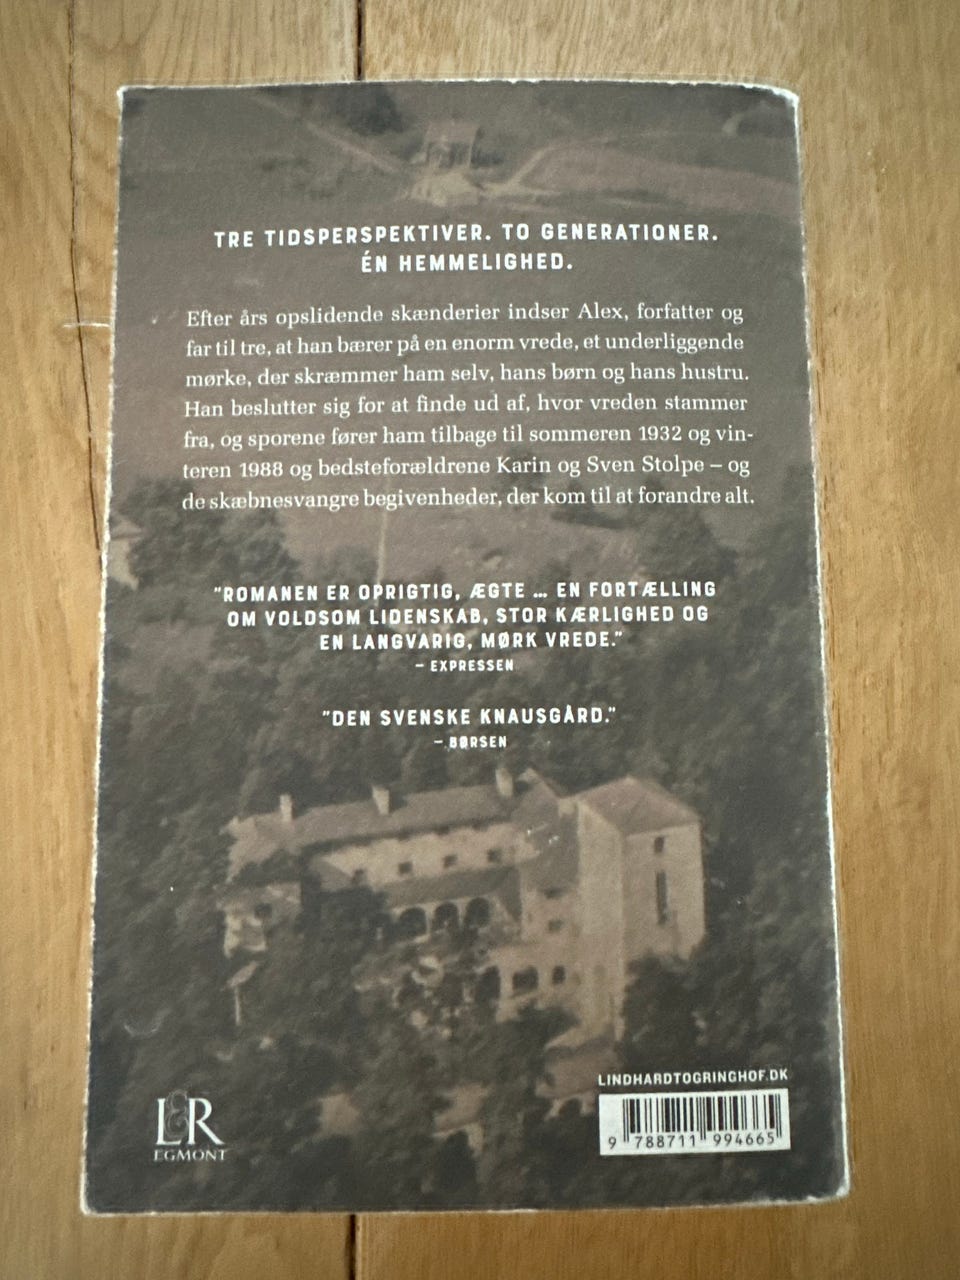 TRE TIDSPERSPEKTIVER. TO GENERATIONER.
ÉN HEMMELIGHED.
Efter års opslidende skænderier indser Alex, forfatter og
far til tre, at han bærer på en enorm vrede, et underliggende
mørke, der skræmmer ham selv, hans børn og hans hustru.
Han beslutter sig for at finde ud af, hvor vreden stammer
fra, og sporene fører ham tilbage til sommeren 1932 og vin-
teren 1988 og bedsteforældrene Karin og Sven Stolpe – og
de skæbnesvangre begivenheder, der kom til at forandre alt.
"ROMANEN ER OPRIGTIG, ÆGTE ... EN FORTÆLLING
OM VOLDSOM LIDENSKAB, STOR KÆRLIGHED OG
EN LANGVARIG, MØRK VREDE."
– EXPRESSEN
"DEN SVENSKE KNAUSGÅRD."
– BØRSEN
LINDHARDTOGRINGHOF.DK
9 788711 994665
L&R
EGMONT